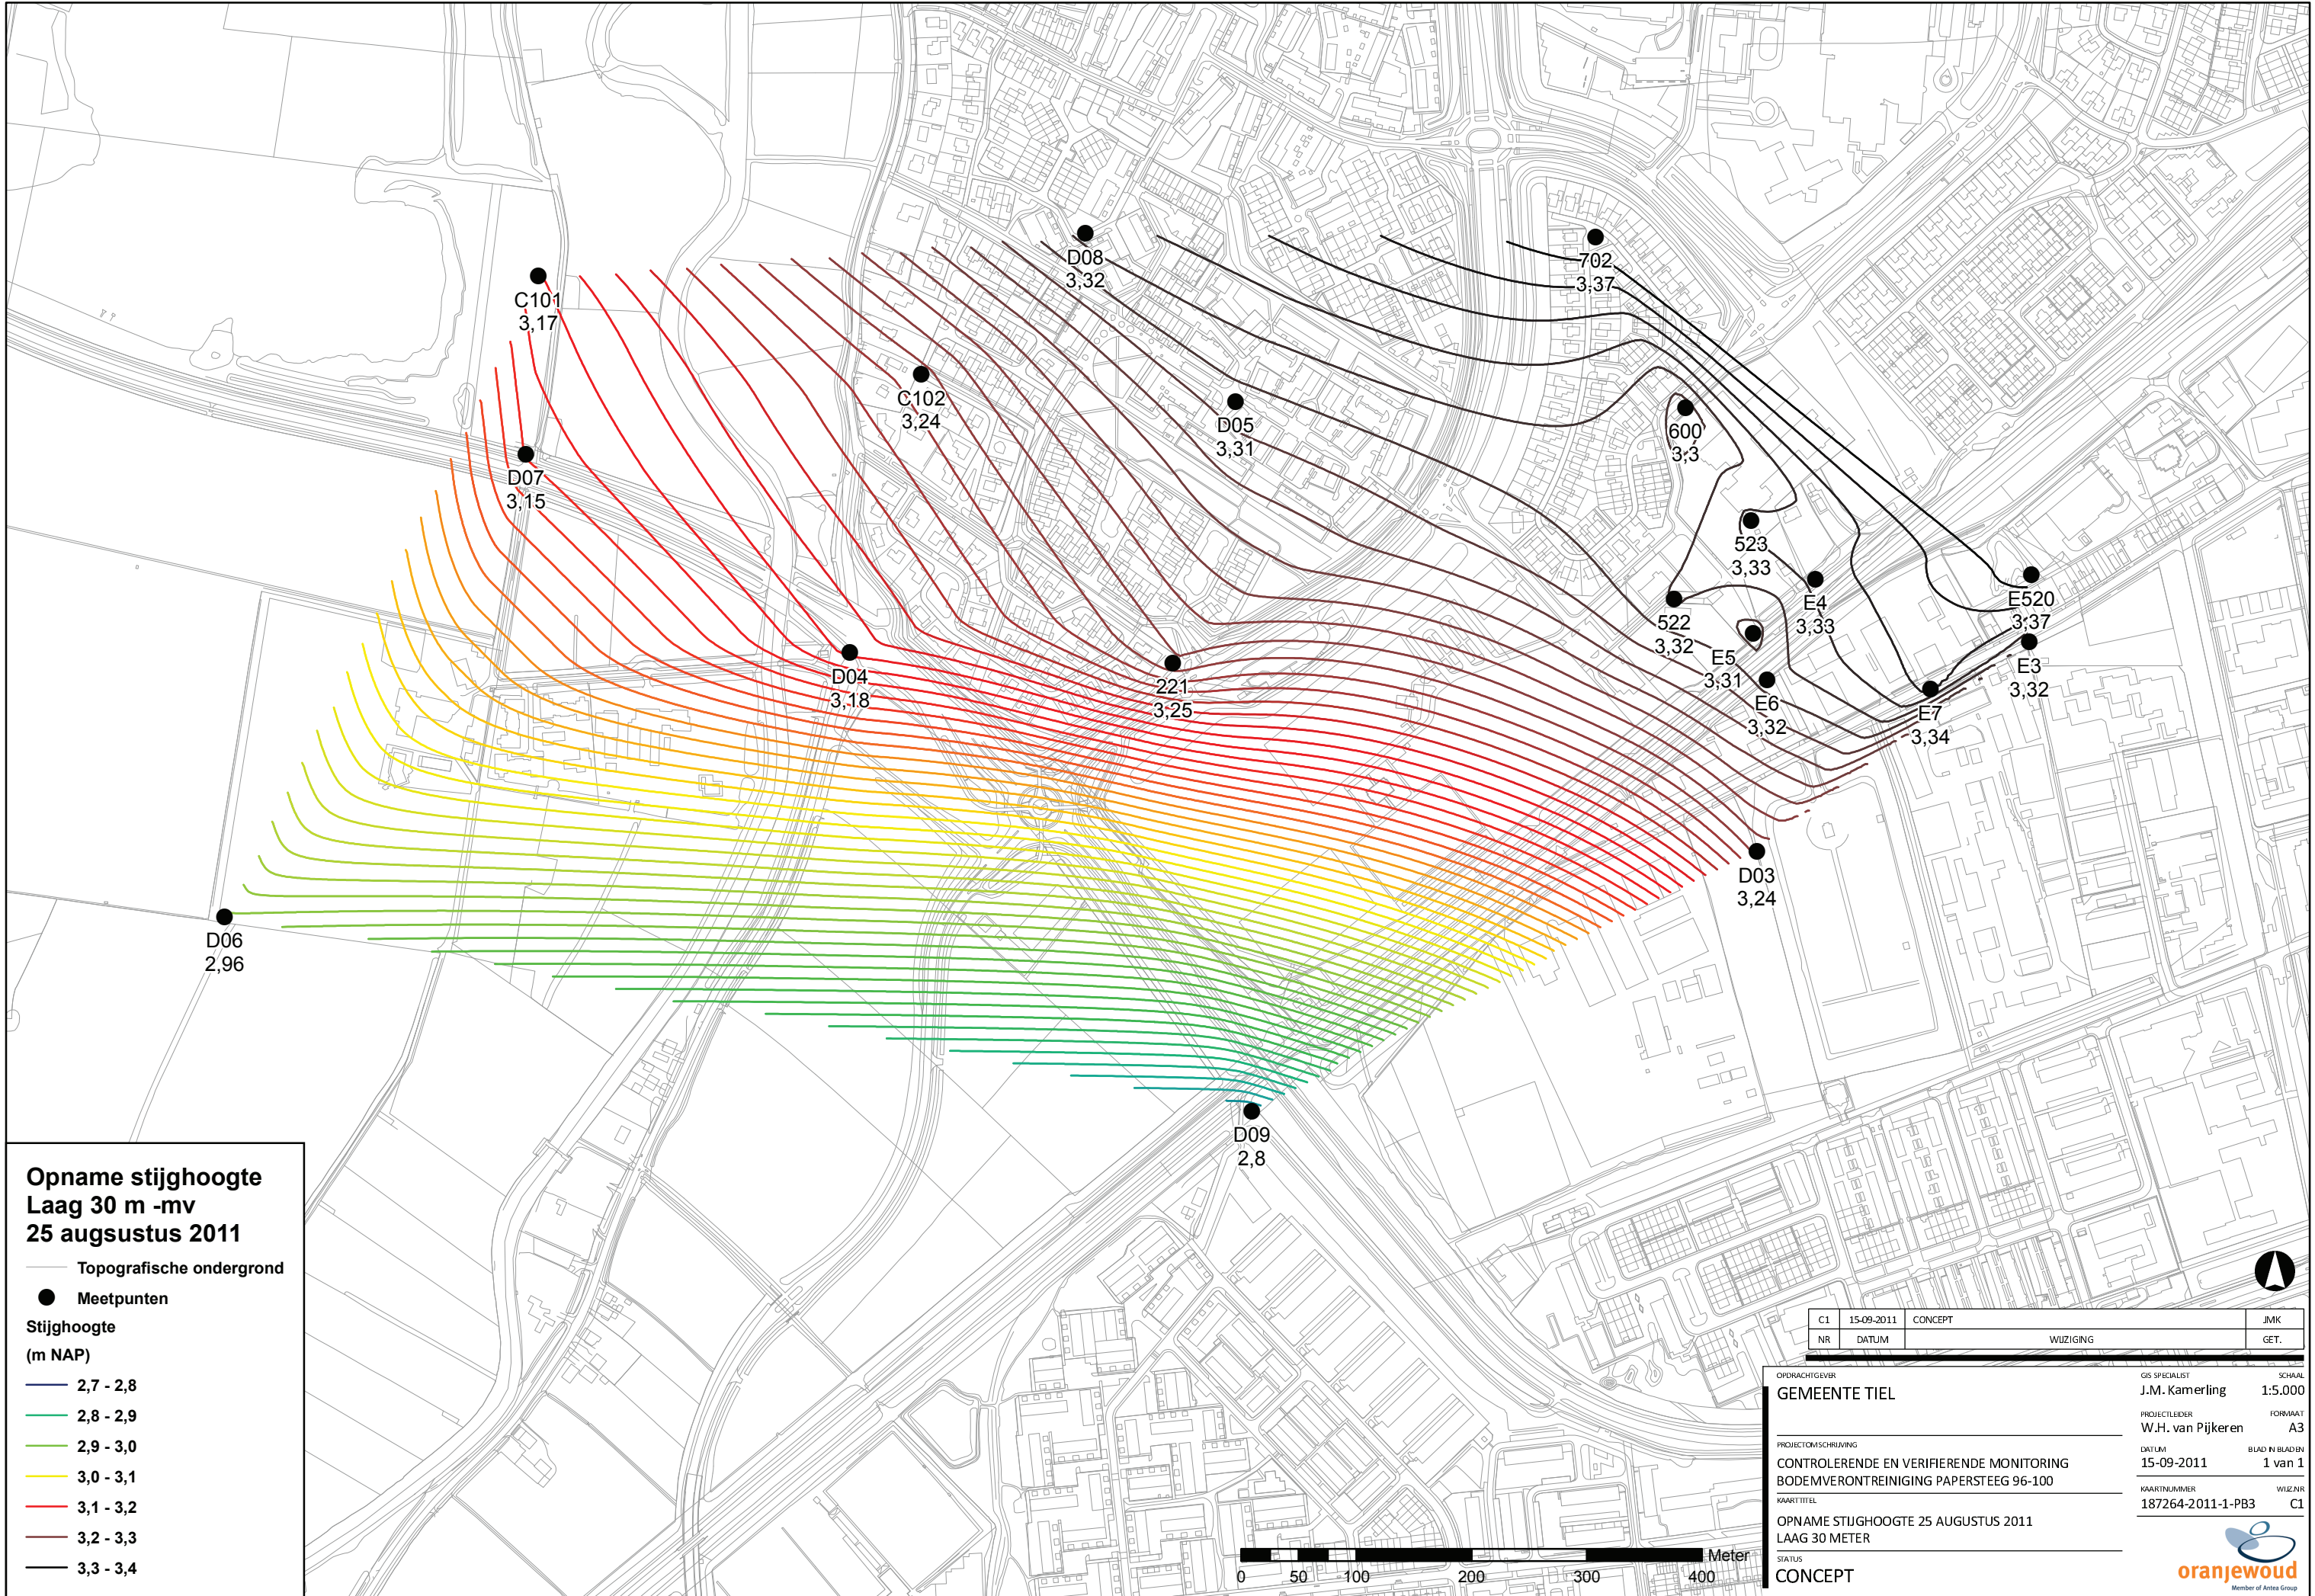 D08
3,32
702
3,37
C101
3,17
C102
3,24
D05
3,31
600
3,3
D07
3,15
523
3,33
E4
3,33
E520
3,37
522
3,32
E5
3,31
E3
3,32
D04
3,18
221
3,25
E6
3,32
E7
3,34
D03
3,24
D06
2,96
D09
2,8
Opname stijghoogte
Laag 30 m -mv
25 augsustus 2011
Topografische ondergrond
Meetpunten
Stijghoogte
(m NAP)
2,7 - 2,8
2,8 - 2,9
2,9 - 3,0
3,0 - 3,1
3,1 - 3,2
3,2 - 3,3
3,3 - 3,4
Meter
0 50 100 200 300 400
C1 15-09-2011 CONCEPT JMK
NR DATUM WIJZIGING GET.
OPDRACHTGEVER
GEMEENTE TIEL
GIS SPECIALIST SCHAAL
J.M. Kamerling 1:5.000
PROJECTLEIDER FORMAAT
W.H. van Pijkeren A3
PROJECTOMSCHRIJVING
CONTROLERENDE EN VERIFIERENDE MONITORING
BODEMVERONTREINIGING PAPERSTEEG 96-100
DATUM BLAD IN BLADEN
15-09-2011 1 van 1
KAARTTITEL
OPNAME STIJGHOOGTE 25 AUGUSTUS 2011
LAAG 30 METER
KAARTNUMMER WIJZ.NR
187264-2011-1-PB3 C1
STATUS
CONCEPT
oranjewoud
Member of Antea Group